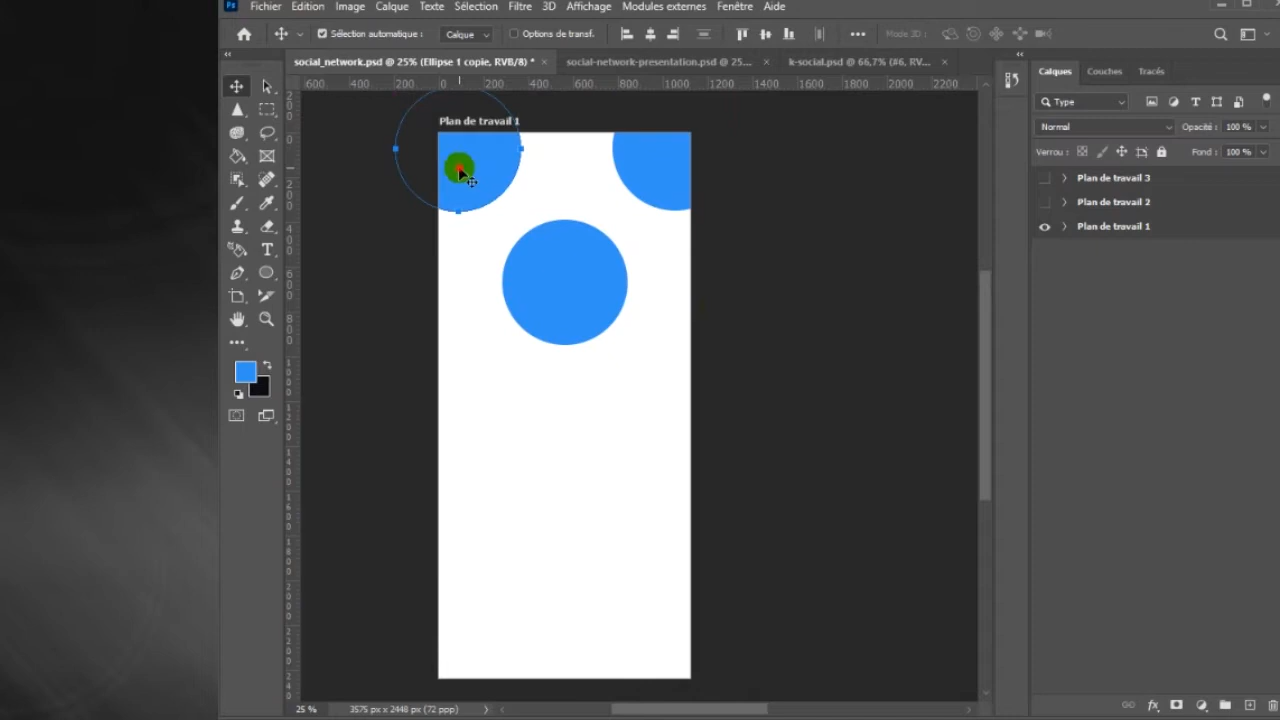 Ps Fichier Edition Image Calque Texte Sélection Filtre 3D Affichage Modules externes Fenêtre Aide
Sélection automatique : Calque Options de transf. Mode 3D :
social_network.psd @ 25% (Ellipse 1 copie, RVB/8) * × social-network-presentation.psd @ 25... × k-social.psd @ 66,7% (#6, RV... ×
Calques Couches Tracés
600 400 200 0 200 400 600 800 1000 1200 1400 1600 1800 2000 2200
Type
Plan de travail 1
Normal Opacité : 100 %
Verrou : Fond : 100 %
Plan de travail 3
Plan de travail 2
Plan de travail 1
T
25 % 3575 px x 2448 px (72 ppp)
fx